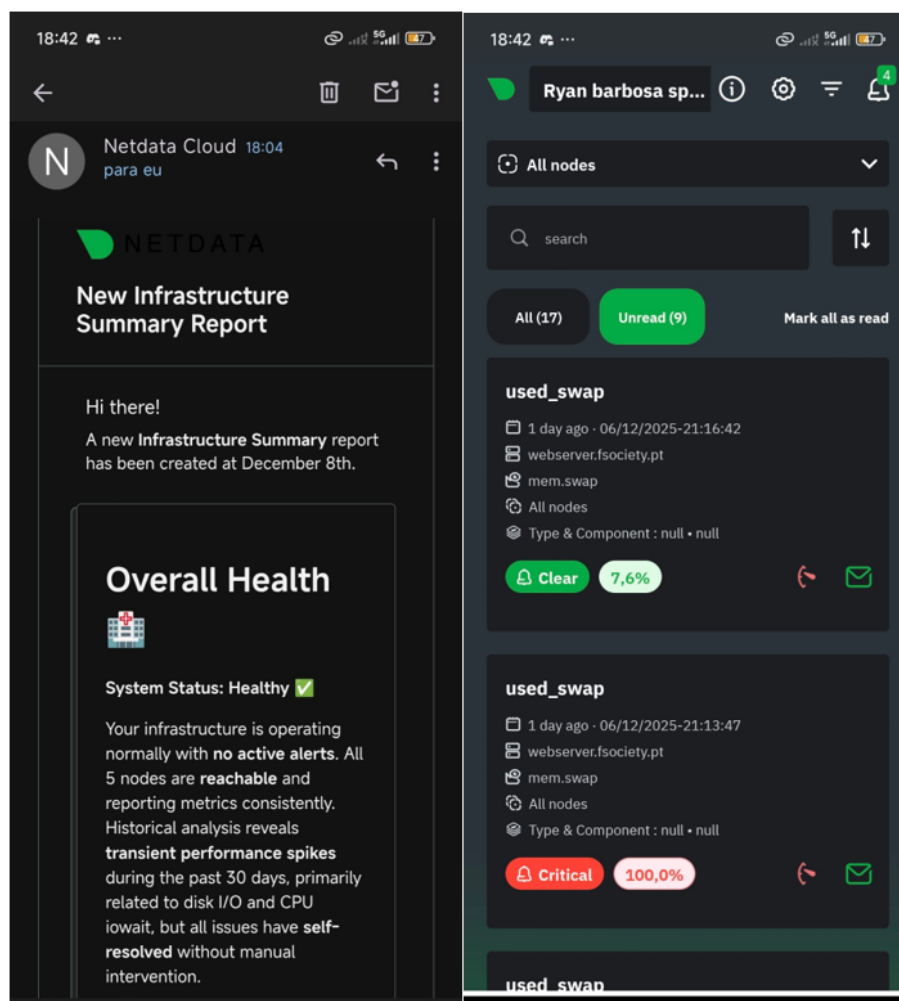 18:42 ···
5G
47
N
Netdata Cloud 18:04
para eu
NETDATA
New Infrastructure
Summary Report
Hi there!
A new Infrastructure Summary report
has been created at December 8th.
Overall Health
System Status: Healthy
Your infrastructure is operating
normally with no active alerts. All
5 nodes are reachable and
reporting metrics consistently.
Historical analysis reveals
transient performance spikes
during the past 30 days, primarily
related to disk I/O and CPU
iowait, but all issues have self-
resolved without manual
intervention.
18:42 ···
5G
47
Ryan barbosa sp...
4
All nodes
search
All (17)
Unread (9)
Mark all as read
used_swap
1 day ago · 06/12/2025-21:16:42
webserver.fsociety.pt
mem.swap
All nodes
Type & Component : null • null
Clear
7,6%
used_swap
1 day ago · 06/12/2025-21:13:47
webserver.fsociety.pt
mem.swap
All nodes
Type & Component : null • null
Critical
100,0%
used_swap